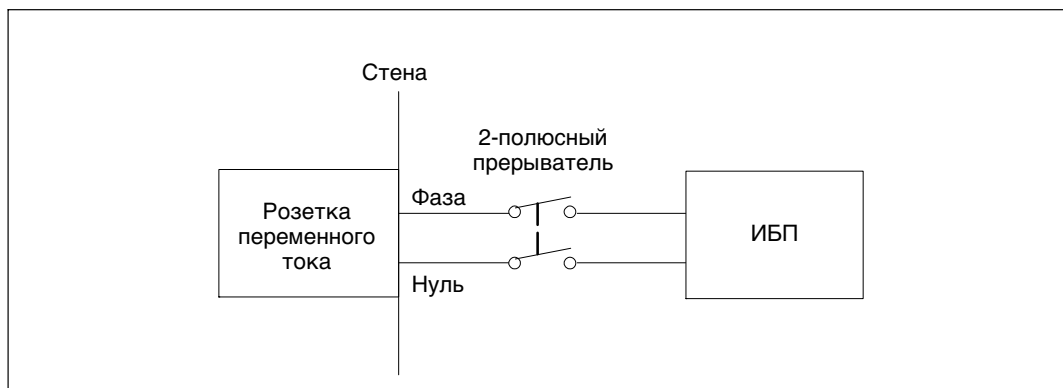 Стена
2-полюсный
прерыватель
Фаза
Розетка
переменного
тока
ИБП
Нуль